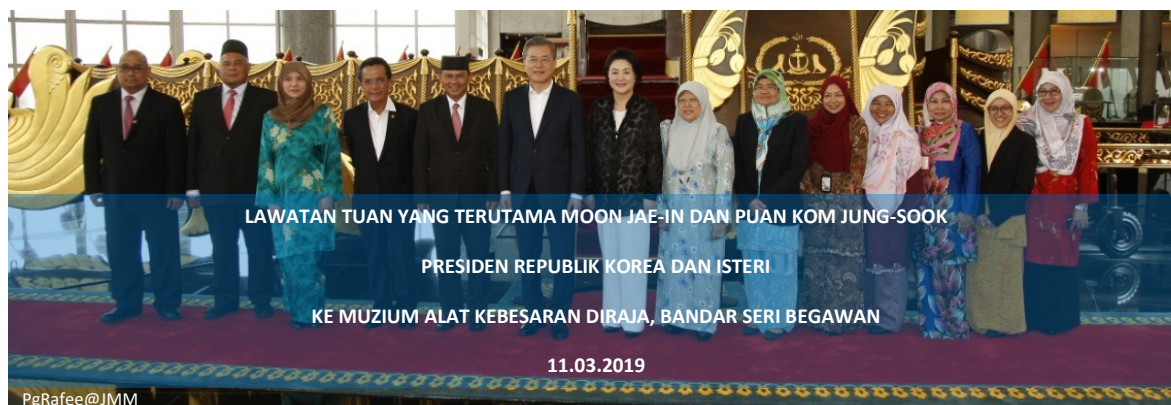 LAWATAN TUAN YANG TERUTAMA MOON JAE-IN DAN PUAN KOM JUNG-SOOK
PRESIDEN REPUBLIK KOREA DAN ISTERI
KE MUZIUM ALAT KEBESARAN DIRAJA, BANDAR SERI BEGAWAN
11.03.2019
PgRafee@JMM